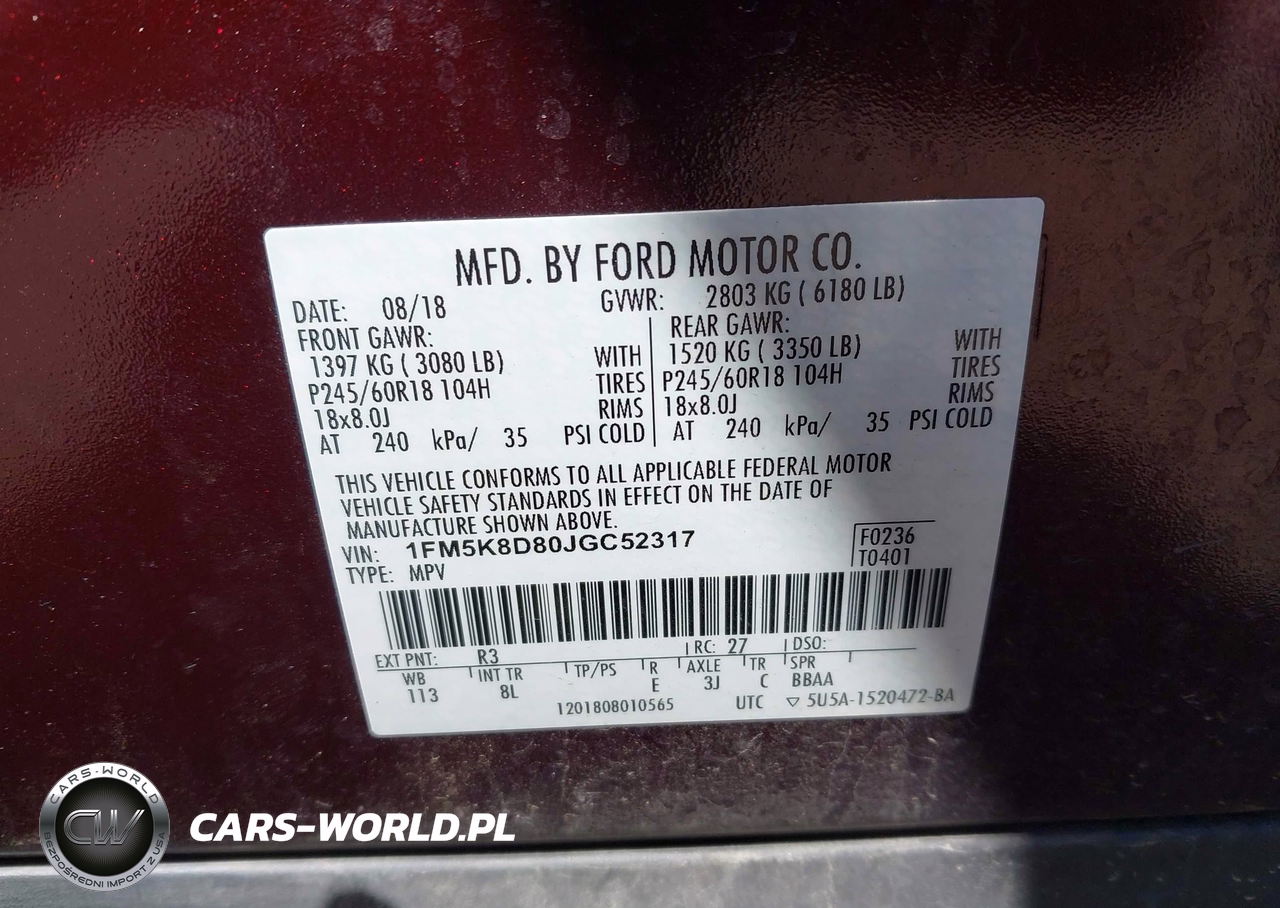 MFD. BY FORD MOTOR CO.
DATE: 08/18 GVWR: 2803 KG ( 6180 LB)
FRONT GAWR: REAR GAWR:
1397 KG ( 3080 LB) WITH 1520 KG ( 3350 LB) WITH
P245/60R18 104H TIRES P245/60R18 104H TIRES
18x8.0J RIMS 18x8.0J RIMS
AT 240 kPa/ 35 PSI COLD AT 240 kPa/ 35 PSI COLD
THIS VEHICLE CONFORMS TO ALL APPLICABLE FEDERAL MOTOR
VEHICLE SAFETY STANDARDS IN EFFECT ON THE DATE OF
MANUFACTURE SHOWN ABOVE.
VIN: 1FM5K8D80JGC52317 F0236
TYPE: MPV T0401
EXT PNT: R3 RC: 27 DSO:
WB INT TR TP/PS R AXLE TR SPR
113 8L E 3J C BBAA
1201808010565 UTC ▽ 5U5A-1520472-BA
CARS-WORLD
CW
BEZPOŚREDNI IMPORT Z USA
CARS-WORLD.PL